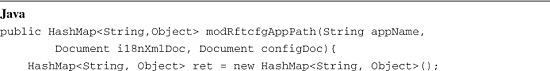 Java
public HashMap<String,Object> modRftcfgAppPath(String appName,
Document i18nXmlDoc, Document configDoc){
HashMap<String, Object> ret = new HashMap<String, Object>();